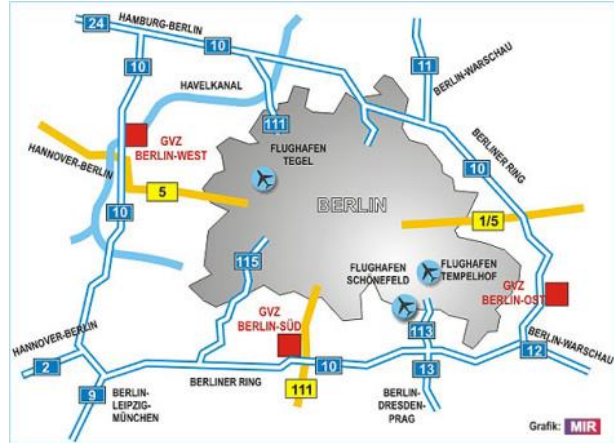 HAMBURG-BERLIN
24
10
10
11
BERLIN-WARSCHAU
HAVELKANAL
111
GVZ
BERLIN-WEST
FLUGHAFEN
TEGEL
HANNOVER-BERLIN
BERLINER RING
10
5
10
BERLIN
1/5
115
FLUGHAFEN
SCHÖNEFELD
FLUGHAFEN
TEMPELHOF
GVZ
BERLIN-OST
GVZ
BERLIN-SÜD
113
HANNOVER-BERLIN
BERLIN-WARSCHAU
2
12
10
13
9
BERLINER RING
111
BERLIN-
LEIPZIG-
MÜNCHEN
BERLIN-
DRESDEN-
PRAG
Grafik: MIR